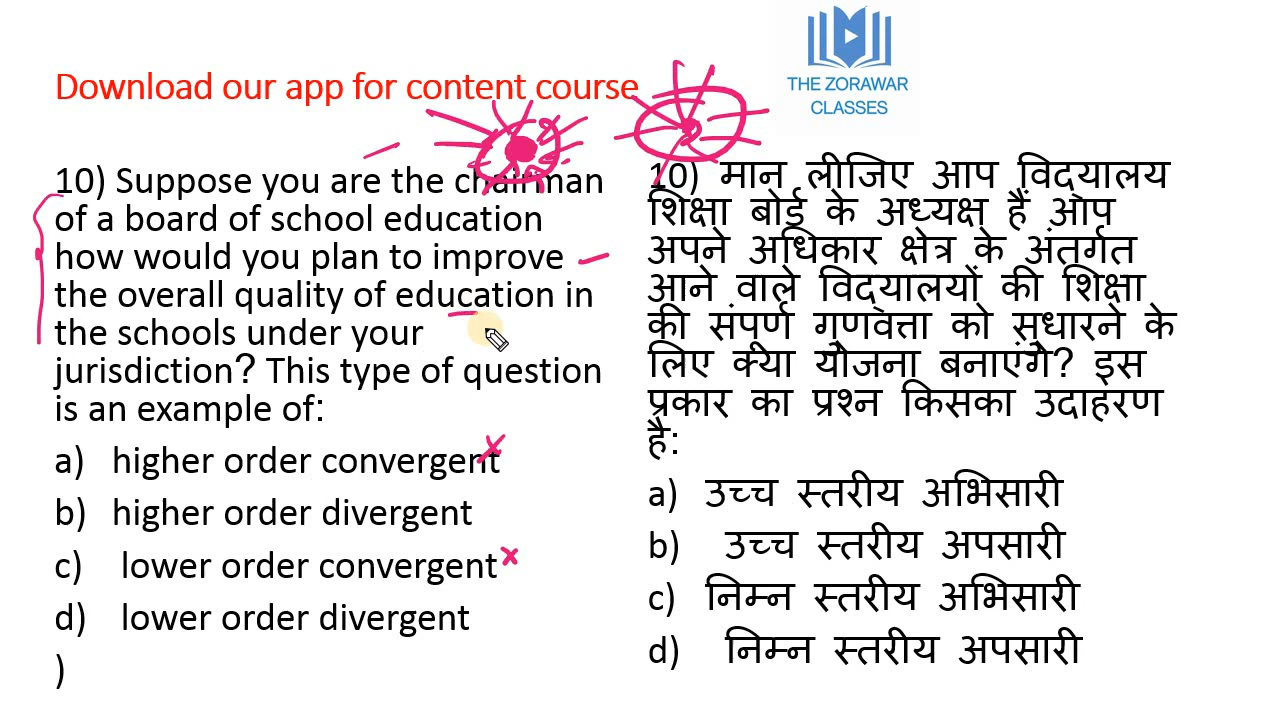 Download our app for content course
THE ZORAWAR
CLASSES
10) Suppose you are the chairman
of a board of school education
how would you plan to improve
the overall quality of education in
the schools under your
jurisdiction? This type of question
is an example of:
a) higher order convergent
b) higher order divergent
c) lower order convergent
d) lower order divergent
)
10) मान लीजिए आप विद्यालय
शिक्षा बोर्ड के अध्यक्ष हैं आप
अपने अधिकार क्षेत्र के अंतर्गत
आने वाले विद्यालयों की शिक्षा
की संपूर्ण गुणवत्ता को सुधारने के
लिए क्या योजना बनाएंगे? इस
प्रकार का प्रश्न किसका उदाहरण
है:
a) उच्च स्तरीय अभिसारी
b) उच्च स्तरीय अपसारी
c) निम्न स्तरीय अभिसारी
d) निम्न स्तरीय अपसारी